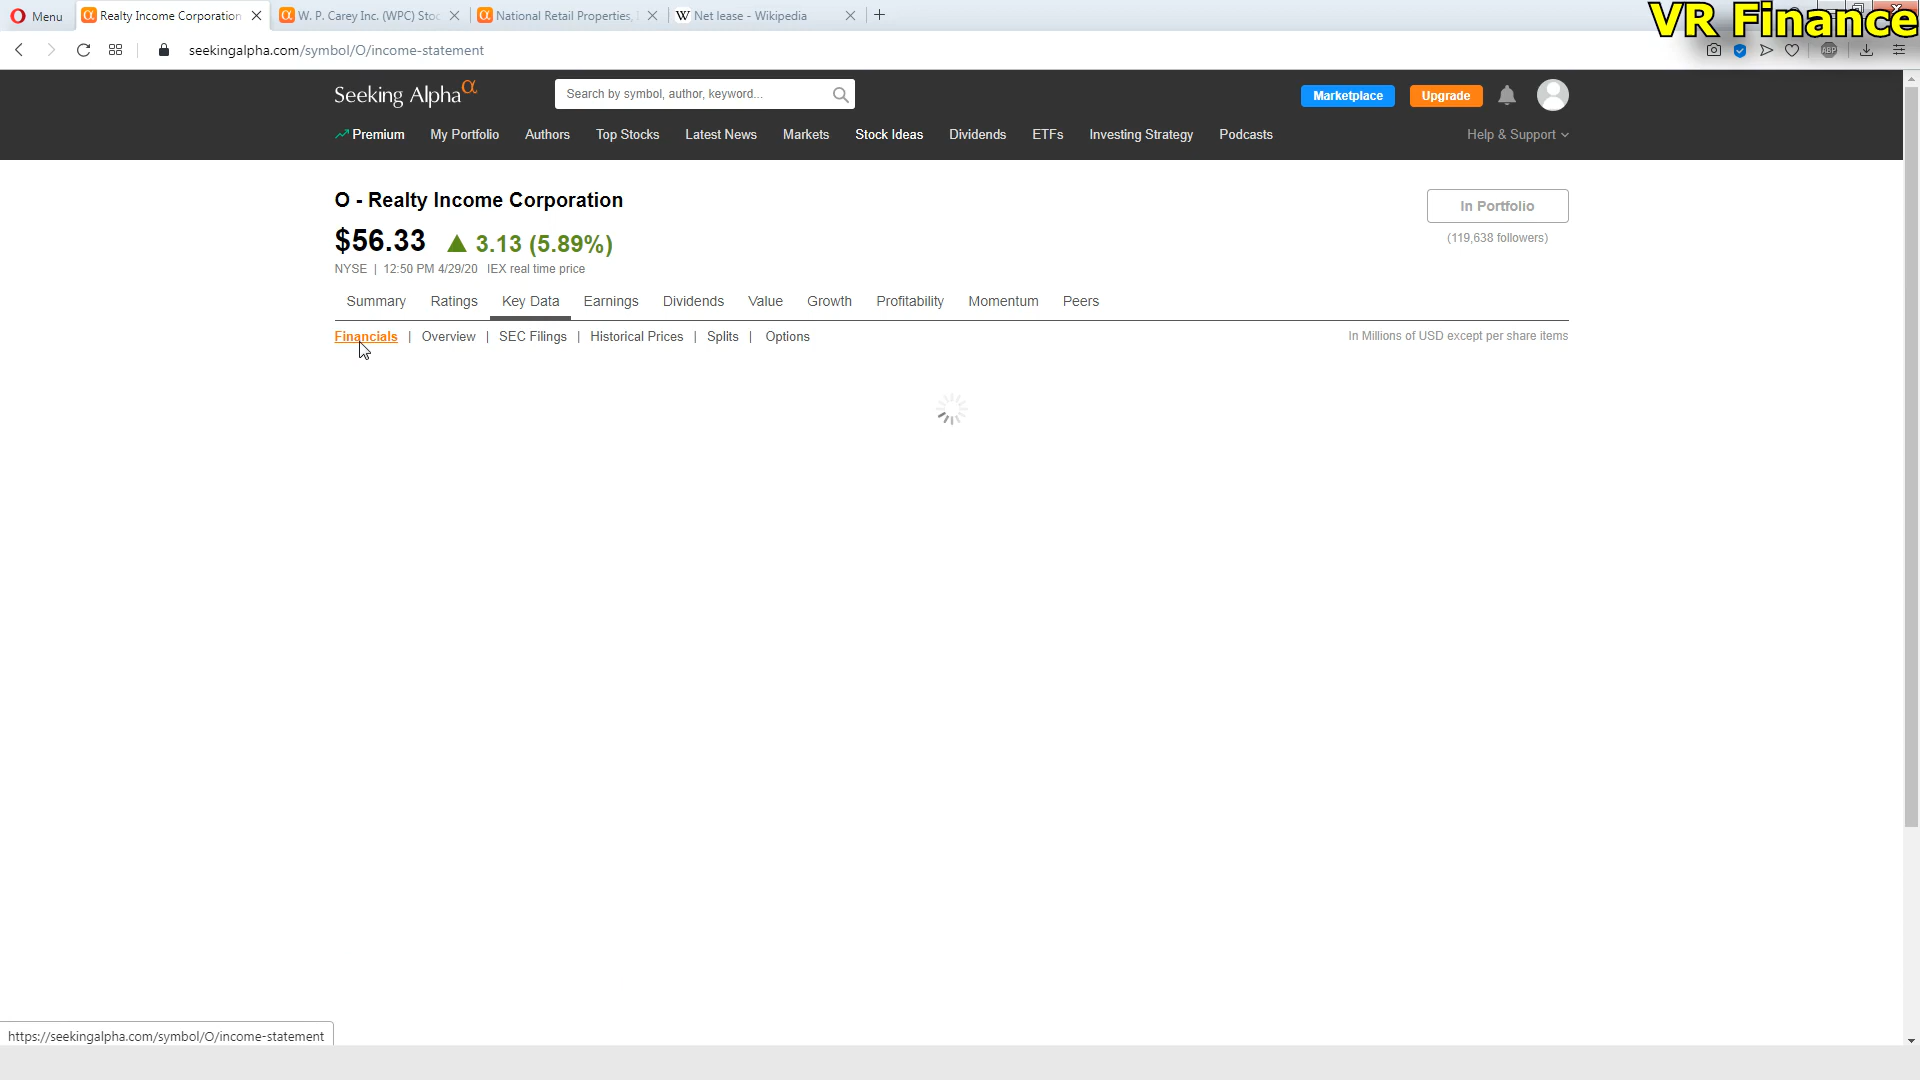 Menu
Realty Income Corporation
W. P. Carey Inc. (WPC) Stoc
National Retail Properties,
W Net lease - Wikipedia
VR Finance
seekingalpha.com/symbol/O/income-statement
ABP
Seeking Alpha α
Search by symbol, author, keyword...
Marketplace
Upgrade
Premium
My Portfolio
Authors
Top Stocks
Latest News
Markets
Stock Ideas
Dividends
ETFs
Investing Strategy
Podcasts
Help & Support
O - Realty Income Corporation
In Portfolio
$56.33 ▲ 3.13 (5.89%)
(119,638 followers)
NYSE | 12:50 PM 4/29/20 IEX real time price
Summary
Ratings
Key Data
Earnings
Dividends
Value
Growth
Profitability
Momentum
Peers
Financials | Overview | SEC Filings | Historical Prices | Splits | Options
In Millions of USD except per share items
https://seekingalpha.com/symbol/O/income-statement